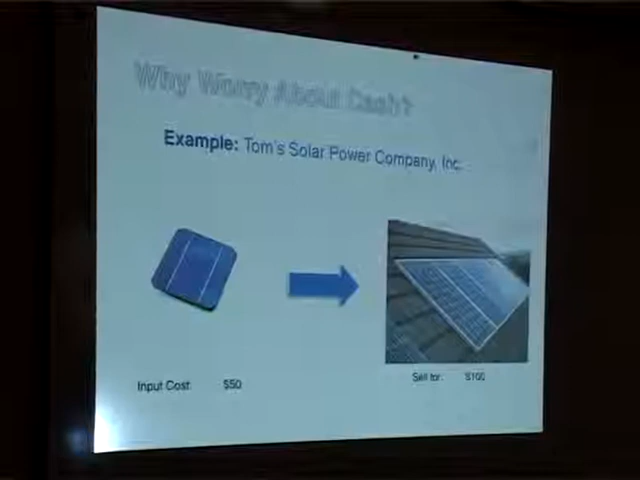 Why Worry About Cash?
Example: Tom's Solar Power Company, Inc.
Input Cost: $50
Sell for: $100